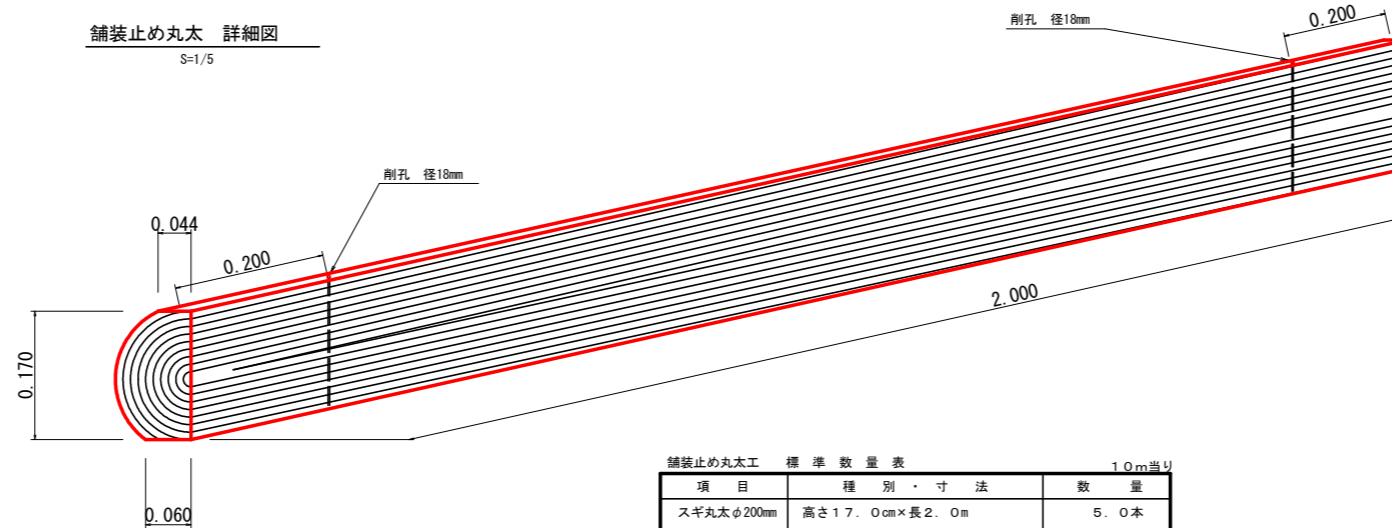 舗装止め丸太　詳細図
S=1/5
削孔　径18mm
0.200
削孔　径18mm
0.044
0.200
2.000
0.170
0.060
舗装止め丸太工　標 準 数 量 表　10m当り
項　目　種　別・寸　法　数　量
スギ丸太φ200mm　高さ17．0cm×長2．0m　5．0本